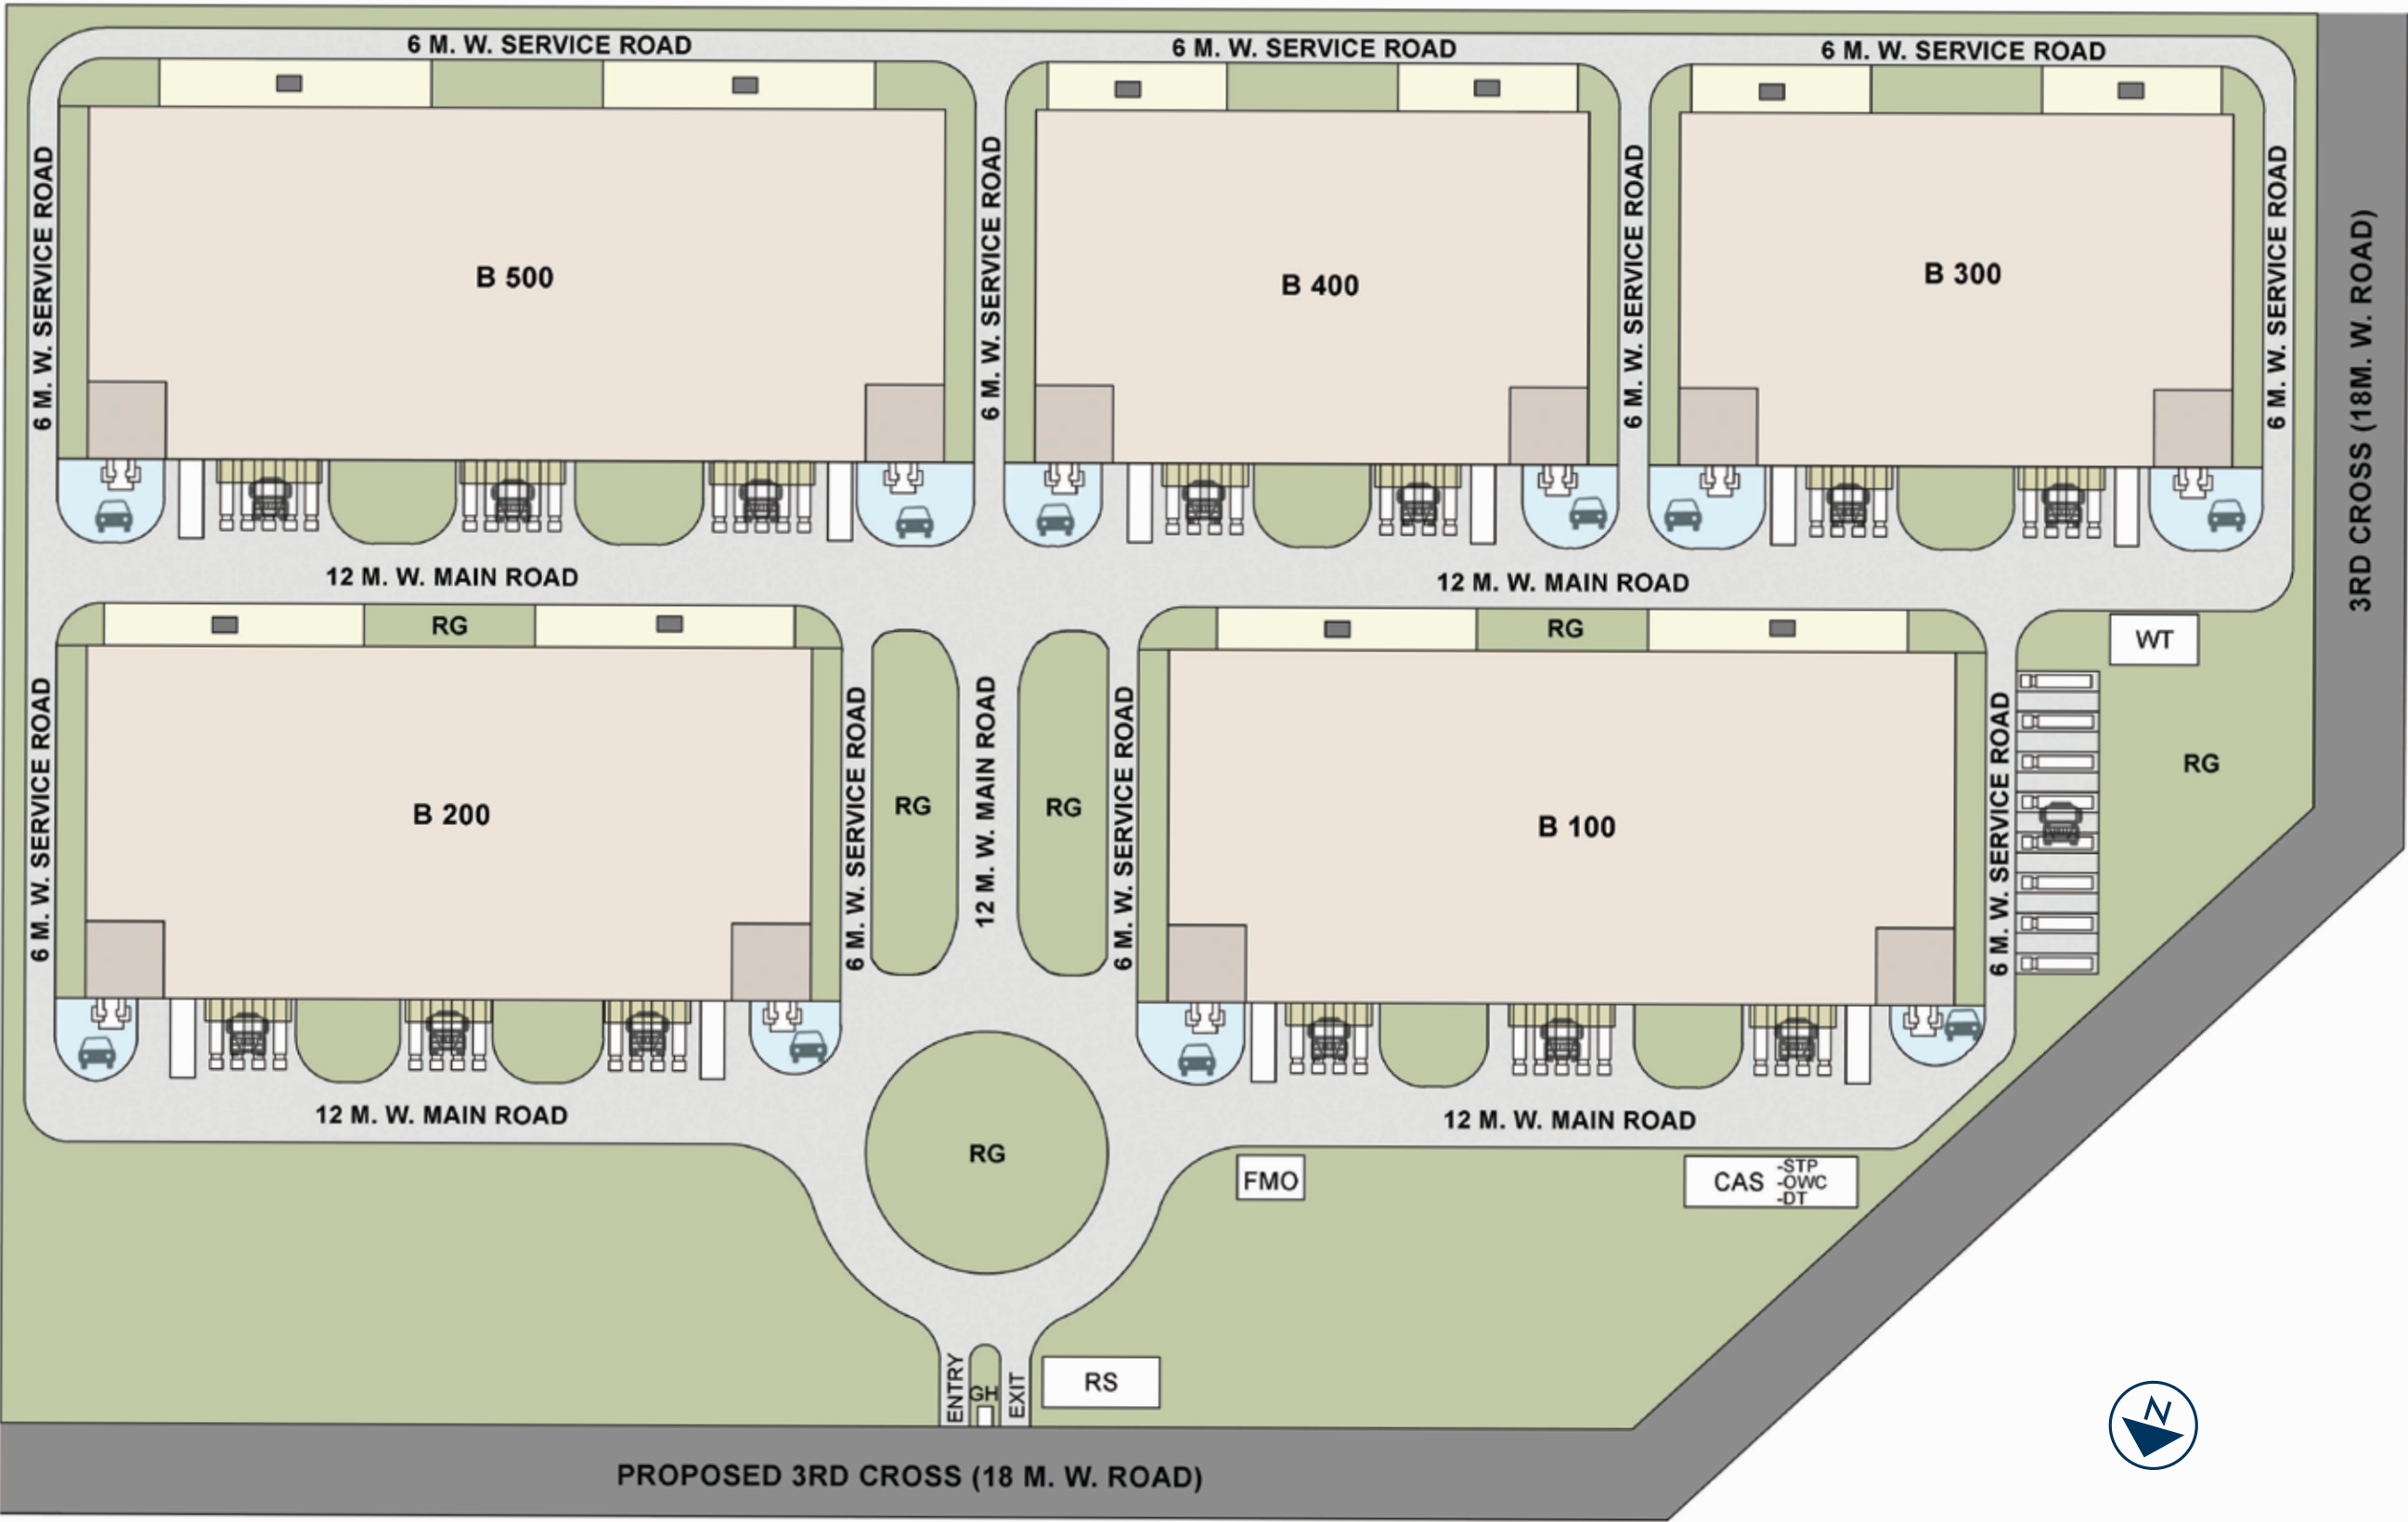 6 M. W. SERVICE ROAD
6 M. W. SERVICE ROAD
6 M. W. SERVICE ROAD
6 M. W. SERVICE ROAD
B 500
6 M. W. SERVICE ROAD
B 400
6 M. W. SERVICE ROAD
B 300
6 M. W. SERVICE ROAD
3RD CROSS (18M. W. ROAD)
12 M. W. MAIN ROAD
12 M. W. MAIN ROAD
RG
RG
WT
6 M. W. SERVICE ROAD
B 200
6 M. W. SERVICE ROAD
RG
12 M. W. MAIN ROAD
RG
6 M. W. SERVICE ROAD
B 100
6 M. W. SERVICE ROAD
RG
12 M. W. MAIN ROAD
12 M. W. MAIN ROAD
RG
FMO
CAS
-STP
-OWC
-DT
ENTRY
GH
EXIT
RS
N
PROPOSED 3RD CROSS (18 M. W. ROAD)